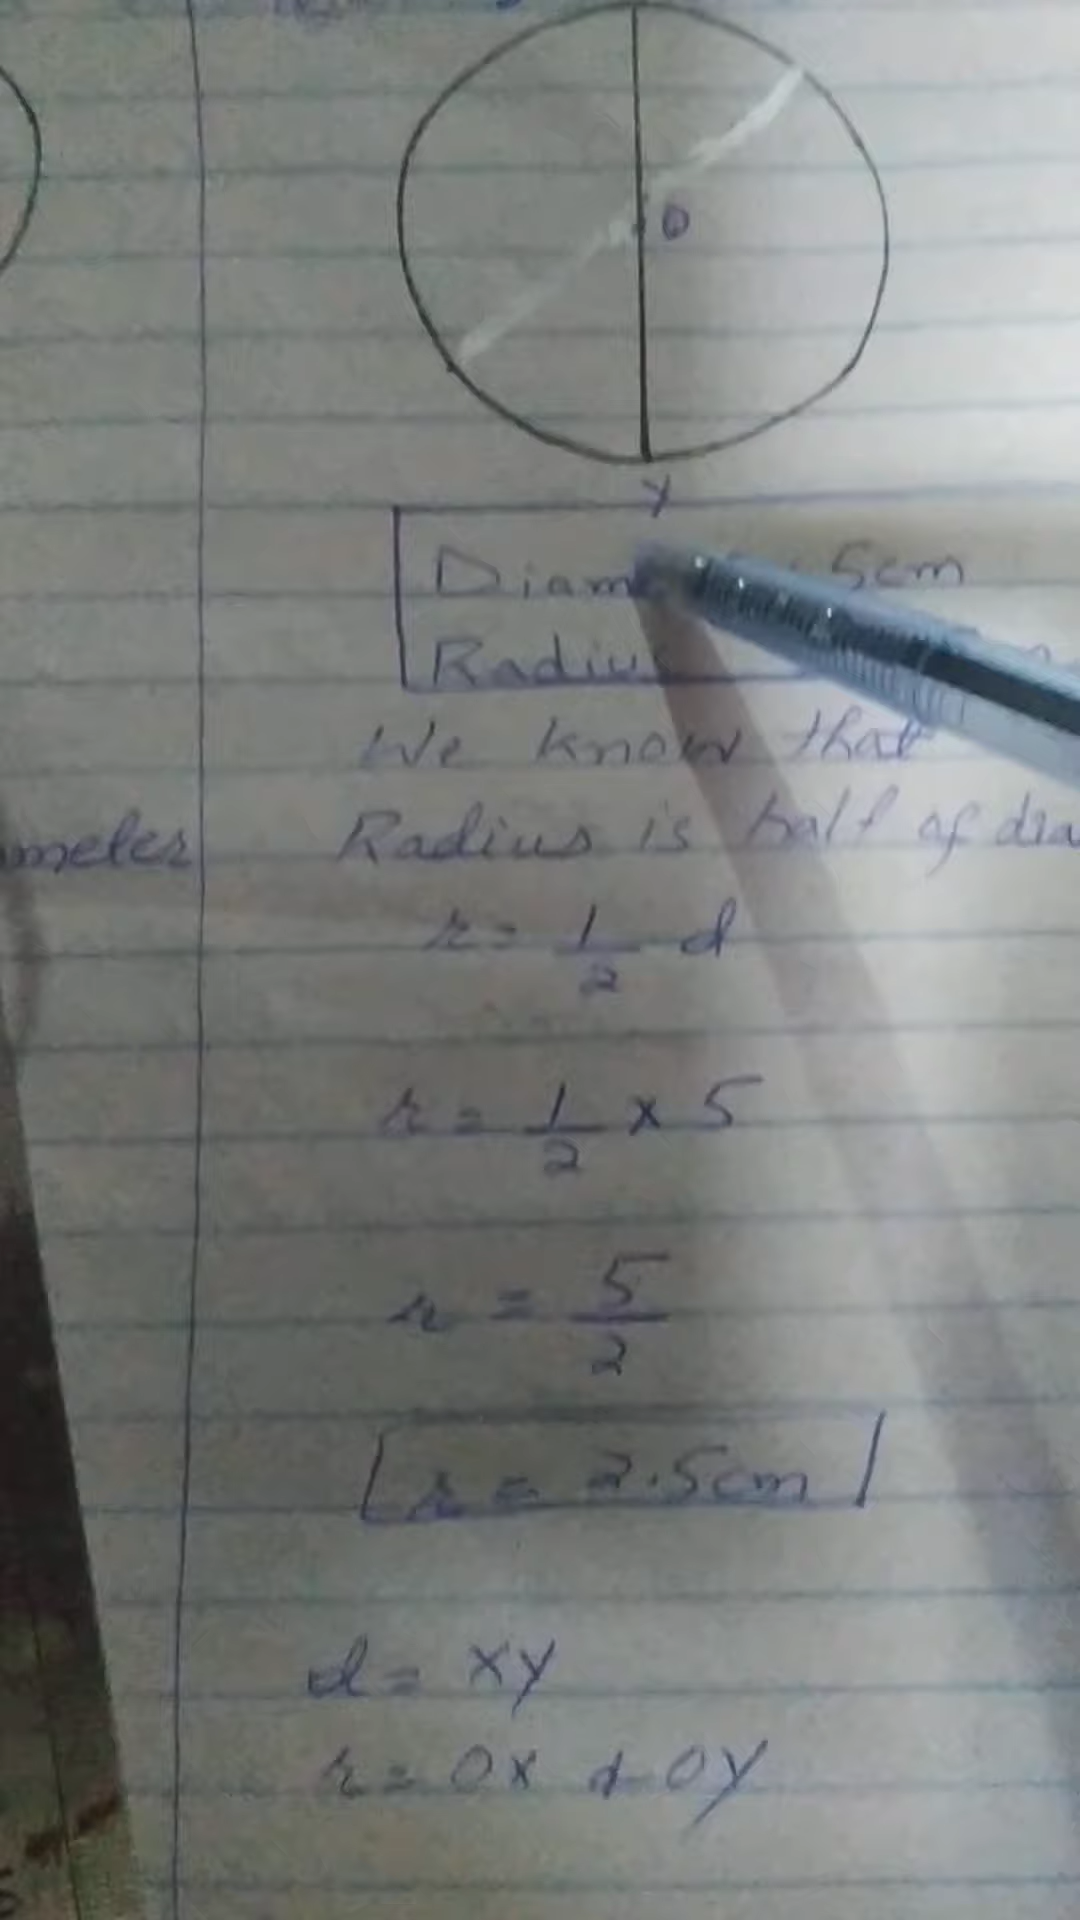 O
Y
Diam 5cm
Radius
We know that
Radius is half of dia
meter
r = 1/2 d
r = 1/2 × 5
r = 5/2
r = 2.5cm
d = XY
r = OX & OY